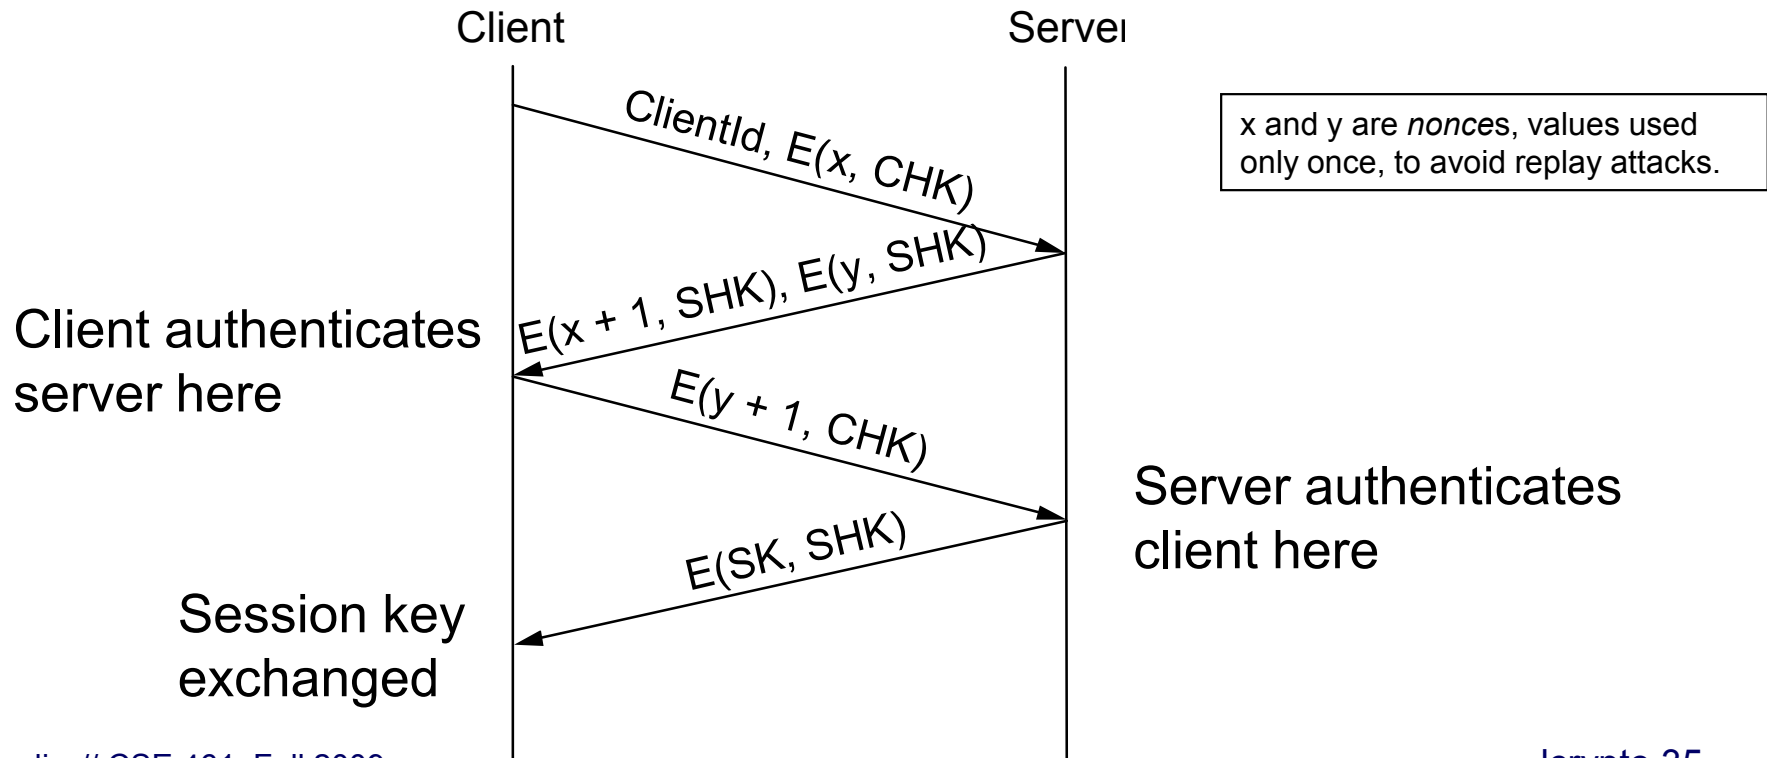 Client
Server
ClientId, E(x, CHK)
x and y are nonces, values used
only once, to avoid replay attacks.
E(x + 1, SHK), E(y, SHK)
Client authenticates
server here
E(y + 1, CHK)
Server authenticates
client here
E(SK, SHK)
Session key
exchanged